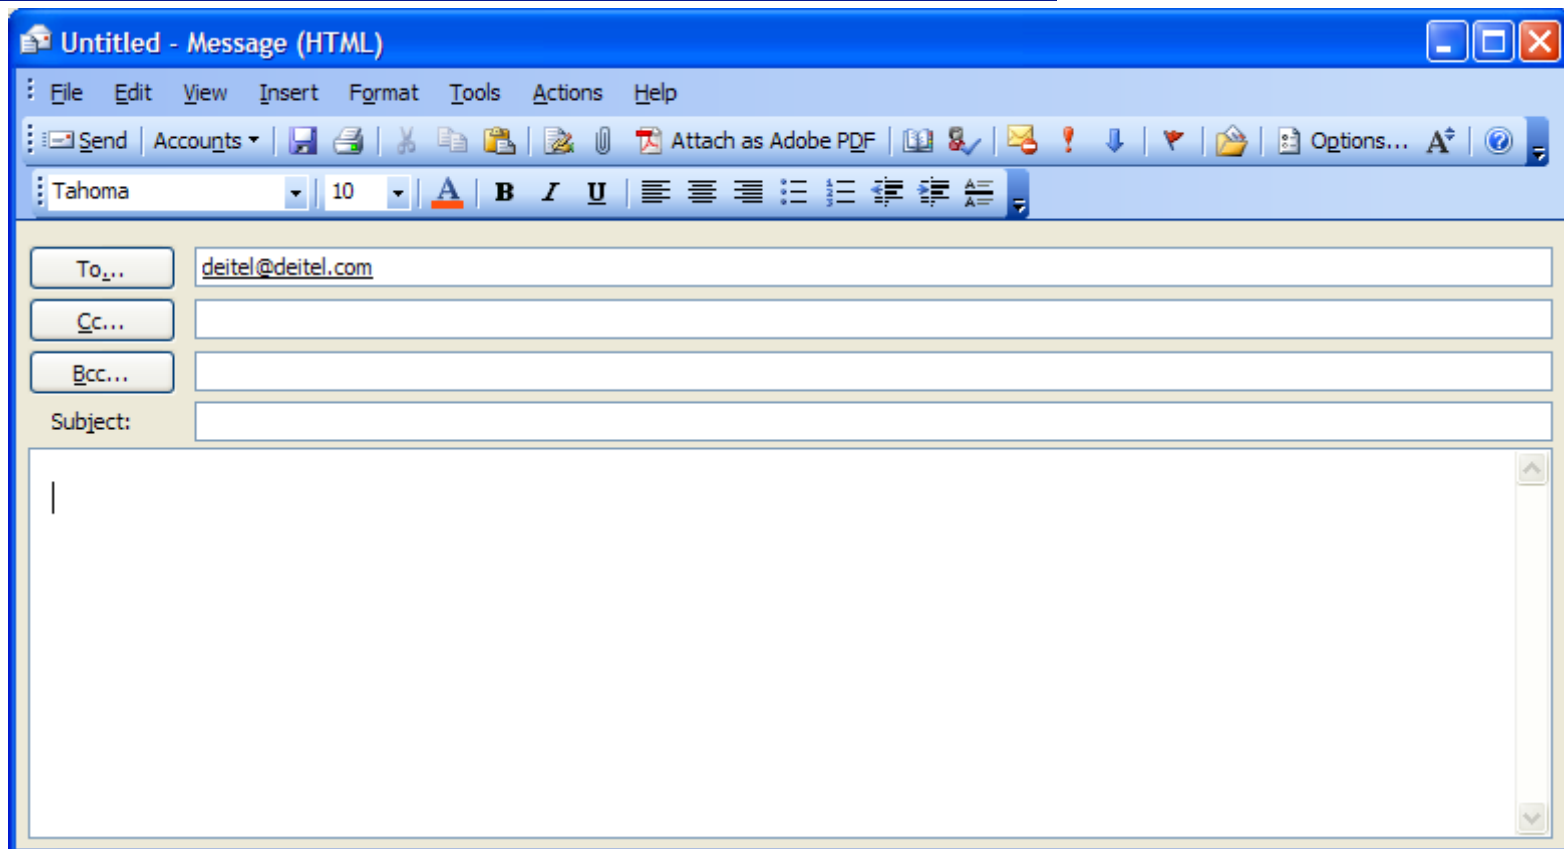 Untitled - Message (HTML)
File Edit View Insert Format Tools Actions Help
Send Accounts Attach as Adobe PDF Options...
Tahoma 10 A B I U
To... deitel@deitel.com
Cc...
Bcc...
Subject: